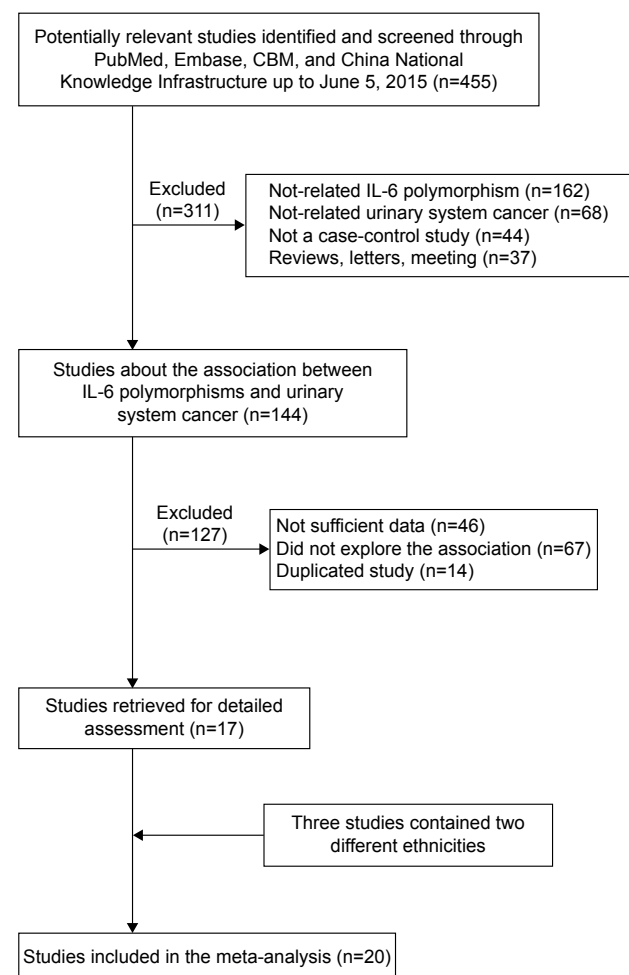 Potentially relevant studies identified and screened through
PubMed, Embase, CBM, and China National
Knowledge Infrastructure up to June 5, 2015 (n=455)
Excluded
(n=311)
Not-related IL-6 polymorphism (n=162)
Not-related urinary system cancer (n=68)
Not a case-control study (n=44)
Reviews, letters, meeting (n=37)
Studies about the association between
IL-6 polymorphisms and urinary
system cancer (n=144)
Excluded
(n=127)
Not sufficient data (n=46)
Did not explore the association (n=67)
Duplicated study (n=14)
Studies retrieved for detailed
assessment (n=17)
Three studies contained two
different ethnicities
Studies included in the meta-analysis (n=20)